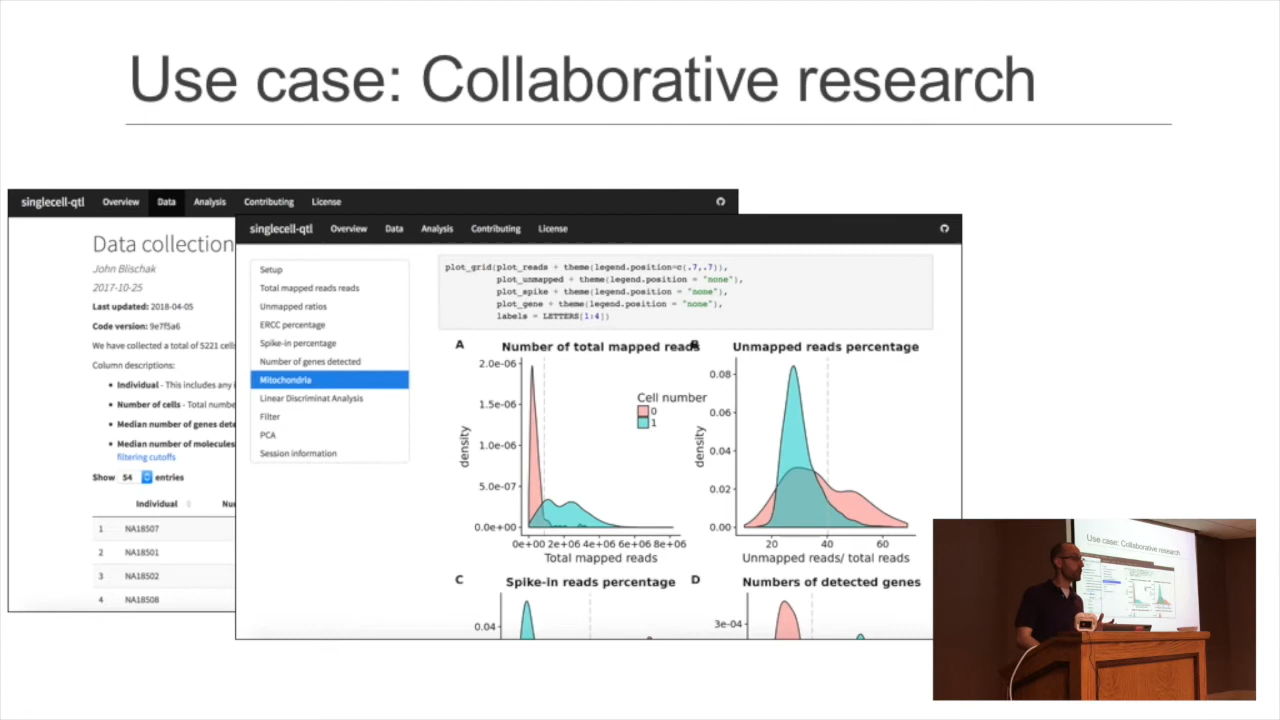 Use case: Collaborative research
singlecell-qtl Overview Data Analysis Contributing License
Data collection
John Blischak
2017-10-25
Last updated: 2018-04-05
Code version: 9e7f5a6
We have collected a total of 5221 cells
Column descriptions:
• Individual - This includes any i
• Number of cells - Total numbe
• Median number of genes dete
• Median number of molecules
filtering cutoffs
Show 54 entries
Individual Nu
1 NA18507
2 NA18501
3 NA18502
4 NA18508
singlecell-qtl Overview Data Analysis Contributing License
Setup
Total mapped reads reads
Unmapped ratios
ERCC percentage
Spike-in percentage
Number of genes detected
Mitochondria
Linear Discriminat Analysis
Filter
PCA
Session information
plot_grid(plot_reads + theme(legend.position=c(.7,.7)),
plot_unmapped + theme(legend.position = "none"),
plot_spike + theme(legend.position = "none"),
plot_gene + theme(legend.position = "none"),
labels = LETTERS[1:4])
A Number of total mapped reads
2.0e-06
1.5e-06
1.0e-06
5.0e-07
0.0e+00
density
Cell number
0
1
0e+00 2e+06 4e+06 6e+06 8e+06
Total mapped reads
B Unmapped reads percentage
0.08
0.06
0.04
0.02
0.00
density
20 40 60
Unmapped reads/ total reads
C Spike-in reads percentage
0.04
D Numbers of detected genes
3e-04
Use case: Collaborative research